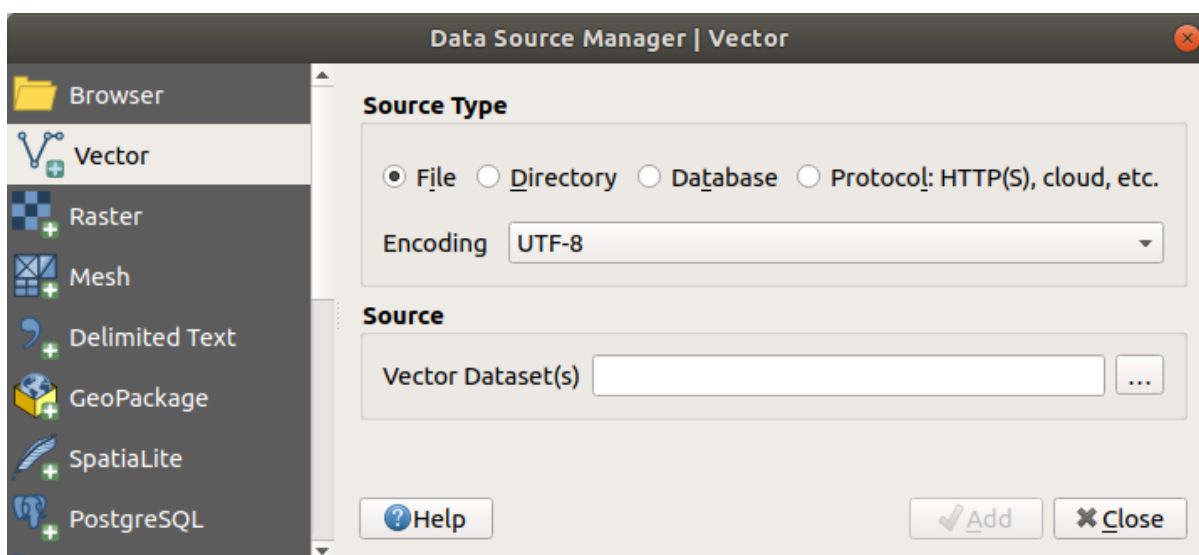 Data Source Manager | Vector
Browser
Vector
Raster
Mesh
Delimited Text
GeoPackage
SpatiaLite
PostgreSQL
Source Type
File Directory Database Protocol: HTTP(S), cloud, etc.
Encoding UTF-8
Source
Vector Dataset(s) ...
Help Add Close